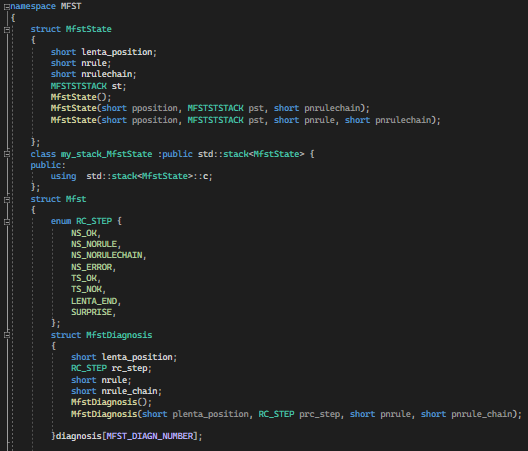 namespace MFST
{
struct MfstState
{
short lenta_position;
short nrule;
short nrulechain;
MFSTSTSTACK st;
MfstState();
MfstState(short pposition, MFSTSTSTACK pst, short pnrulechain);
MfstState(short pposition, MFSTSTSTACK pst, short pnrule, short pnrulechain);
};
class my_stack_MfstState :public std::stack<MfstState> {
public:
using  std::stack<MfstState>::c;
};
struct Mfst
{
enum RC_STEP {
NS_OK,
NS_NORULE,
NS_NORULECHAIN,
NS_ERROR,
TS_OK,
TS_NOK,
LENTA_END,
SURPRISE,
};
struct MfstDiagnosis
{
short lenta_position;
RC_STEP rc_step;
short nrule;
short nrule_chain;
MfstDiagnosis();
MfstDiagnosis(short plenta_position, RC_STEP prc_step, short pnrule, short pnrule_chain);
}diagnosis[MFST_DIAGN_NUMBER];